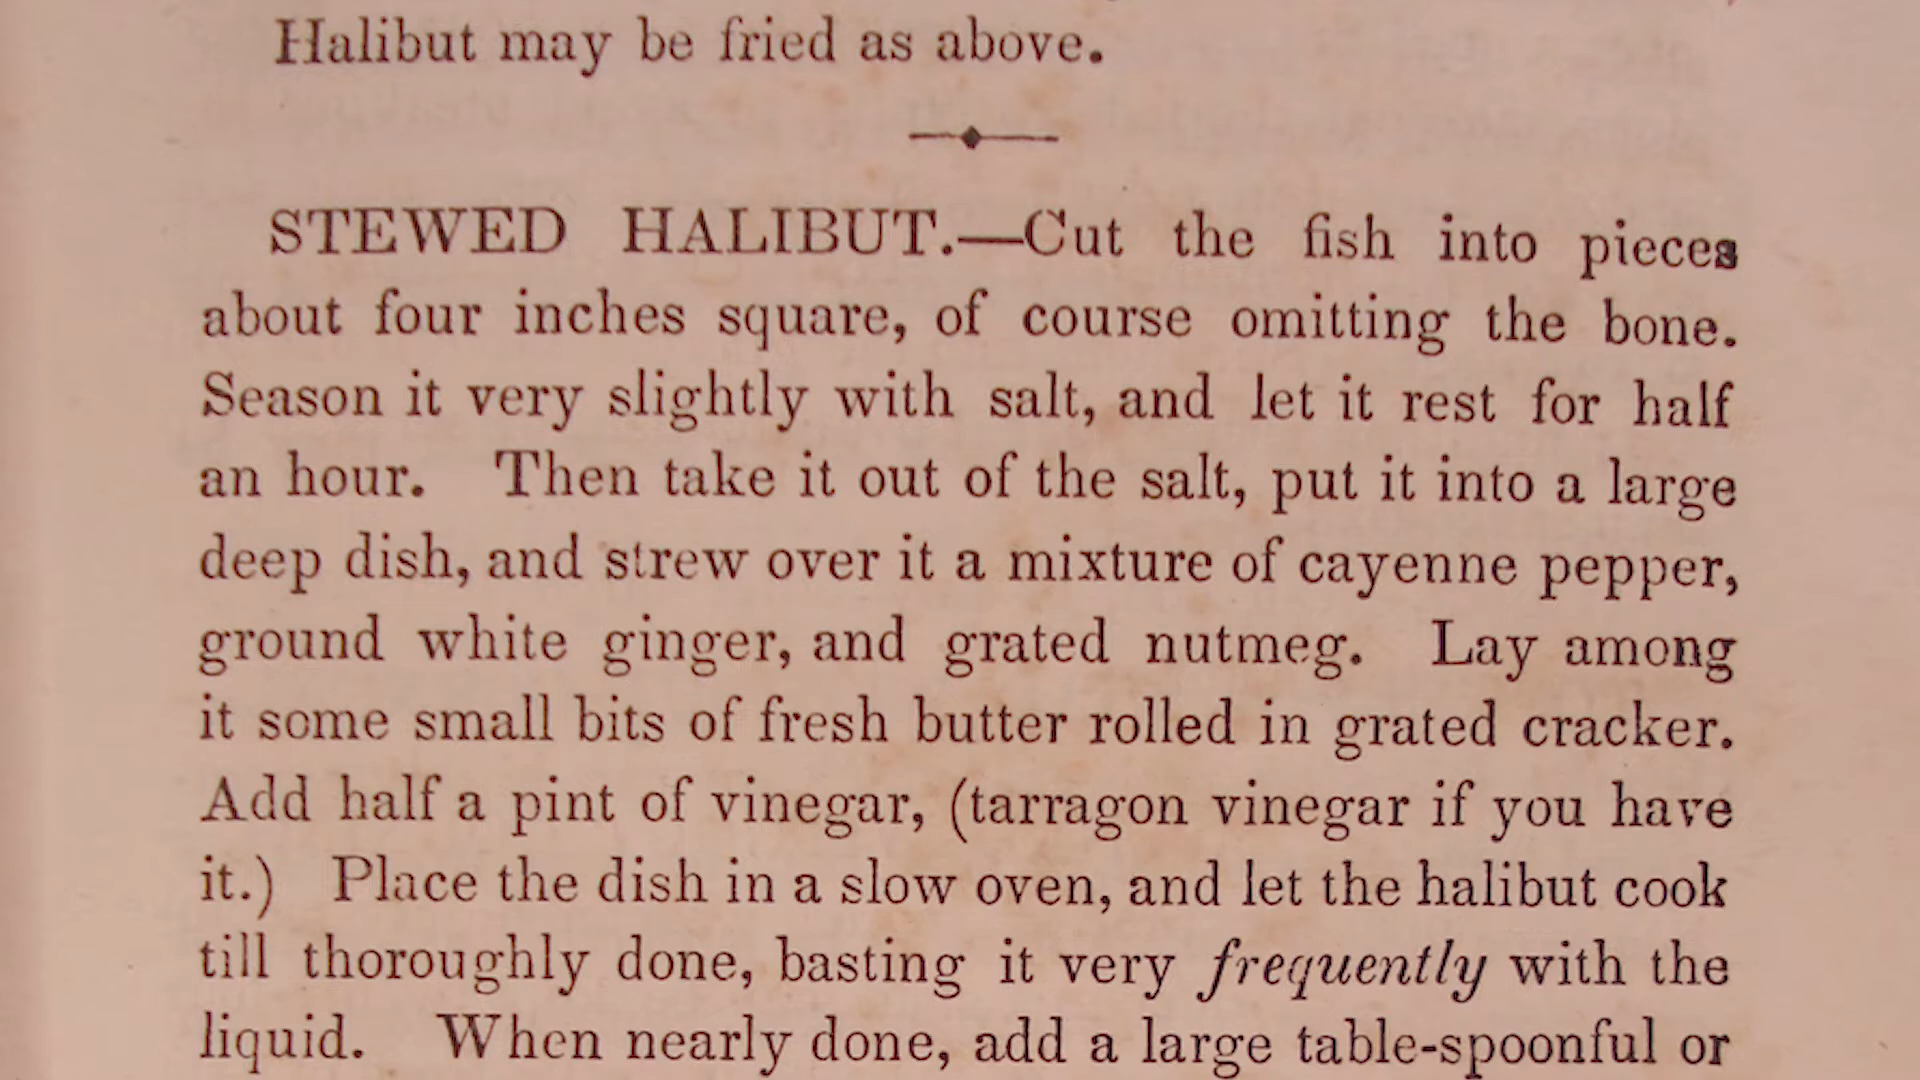 Halibut may be fried as above.
STEWED HALIBUT.—Cut the fish into pieces
about four inches square, of course omitting the bone.
Season it very slightly with salt, and let it rest for half
an hour. Then take it out of the salt, put it into a large
deep dish, and strew over it a mixture of cayenne pepper,
ground white ginger, and grated nutmeg. Lay among
it some small bits of fresh butter rolled in grated cracker.
Add half a pint of vinegar, (tarragon vinegar if you have
it.) Place the dish in a slow oven, and let the halibut cook
till thoroughly done, basting it very frequently with the
liquid. When nearly done, add a large table-spoonful or